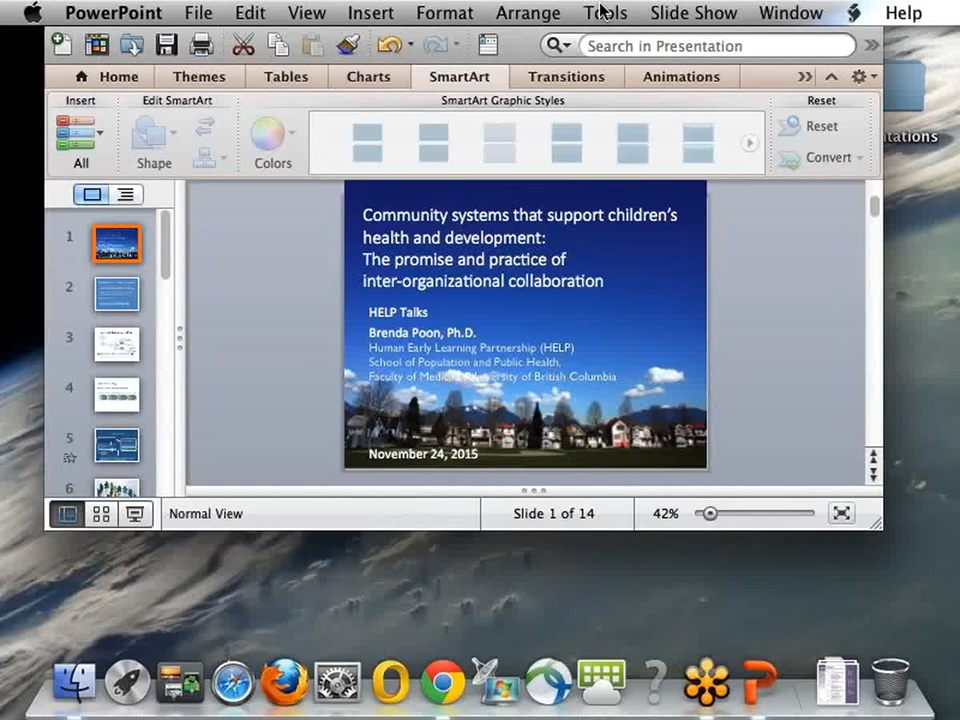 PowerPoint File Edit View Insert Format Arrange Tools Slide Show Window Help
Search in Presentation
Home Themes Tables Charts SmartArt Transitions Animations
Insert Edit SmartArt SmartArt Graphic Styles Reset
All Shape Colors Reset
Convert
1
2
3
4
5
6
Community systems that support children's
health and development:
The promise and practice of
inter-organizational collaboration
HELP Talks
Brenda Poon, Ph.D.
Human Early Learning Partnership (HELP)
School of Population and Public Health,
Faculty of Medicine, University of British Columbia
November 24, 2015
Normal View Slide 1 of 14 42%